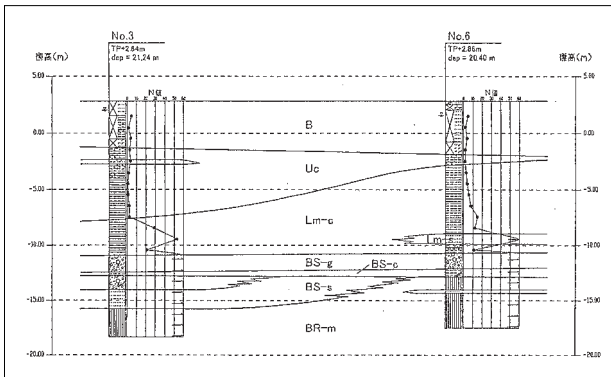 No.3
TP+2.64m
dep = 21.24 m
No.6
TP+2.86m
dep = 20.40 m
標高(m)
標高(m)
N値
N値
5.00
5.00
0.00
0.00
-5.00
-5.00
-10.00
-10.00
-15.00
-15.00
-20.00
-20.00
B
Uc
Lm-c
Lm
BS-g
BS-c
BS-s
BR-m